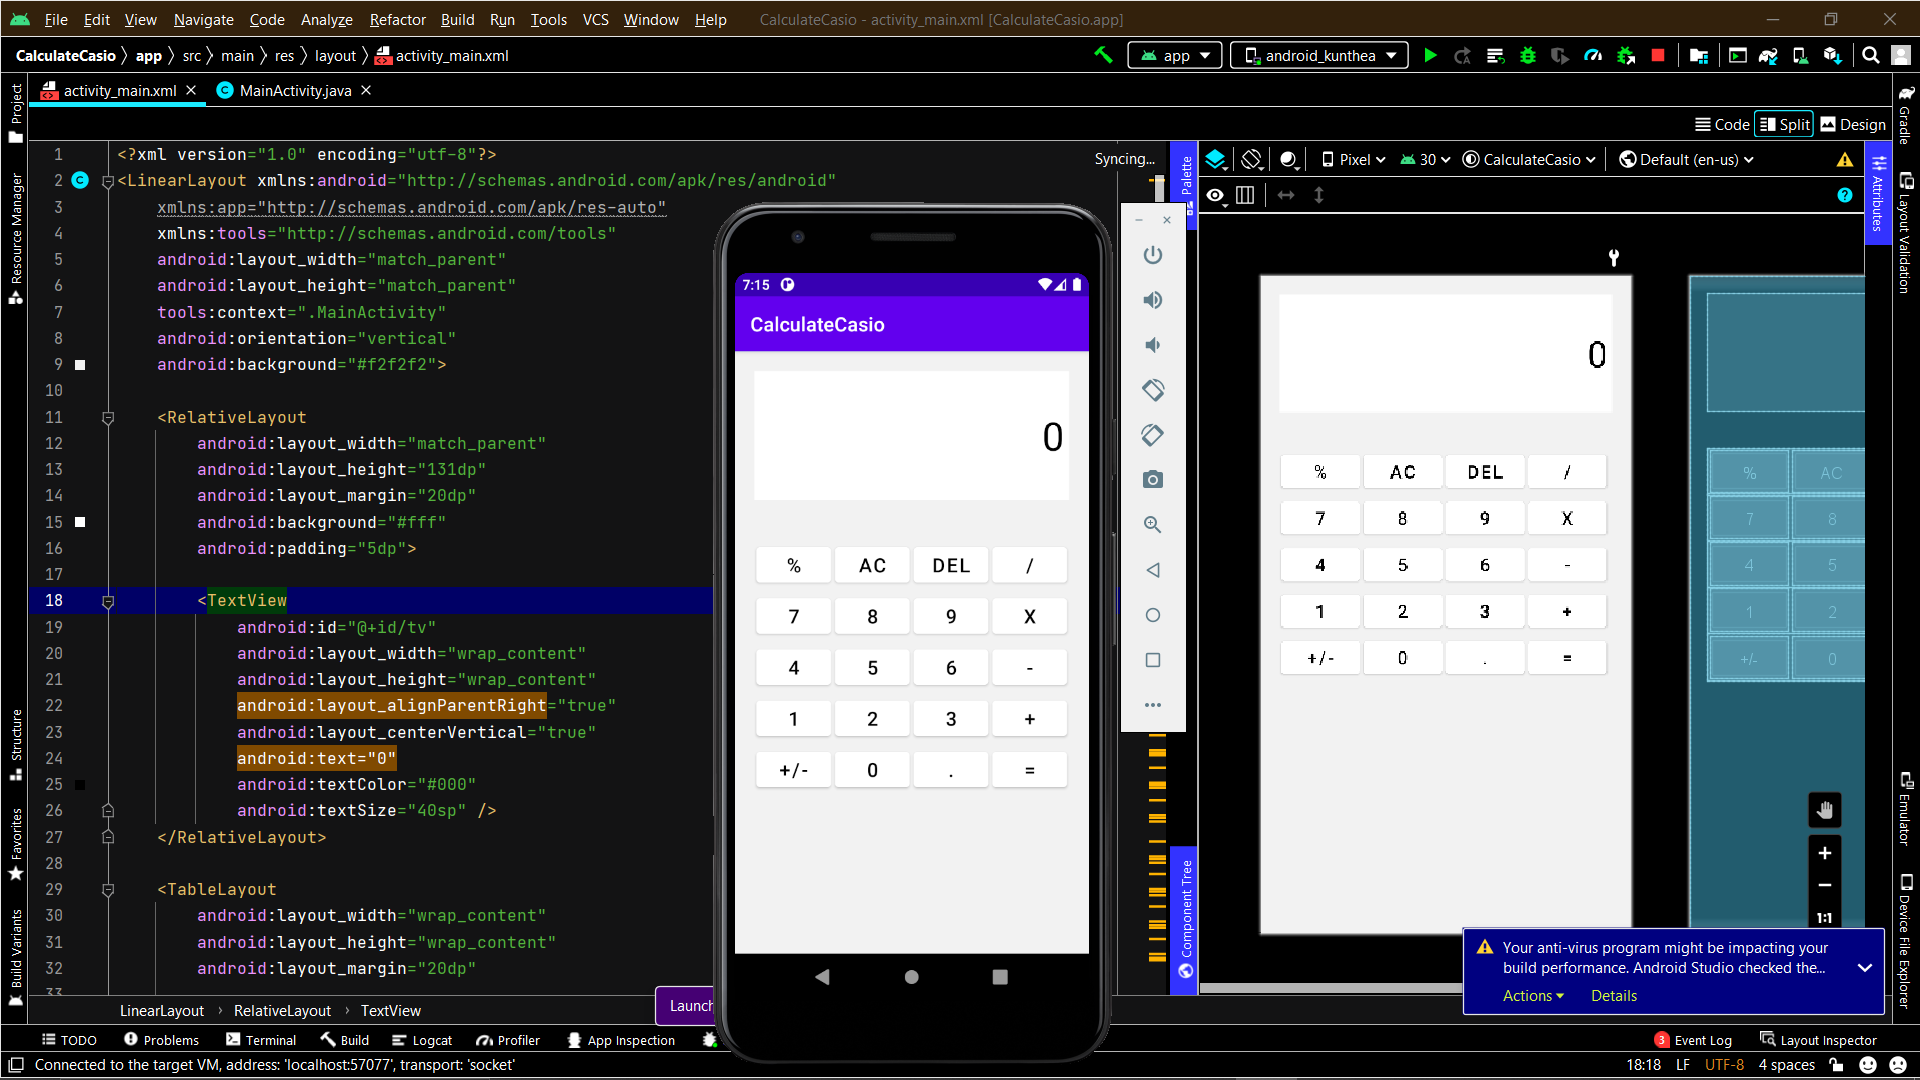 File Edit View Navigate Code Analyze Refactor Build Run Tools VCS Window Help CalculateCasio - activity_main.xml [CalculateCasio.app]
CalculateCasio app src main res layout activity_main.xml app android_kunthea
activity_main.xml MainActivity.java
Code Split Design
Project
Resource Manager
Structure
Favorites
Build Variants
1 <?xml version="1.0" encoding="utf-8"?>
2 <LinearLayout xmlns:android="http://schemas.android.com/apk/res/android"
3 xmlns:app="http://schemas.android.com/apk/res-auto"
4 xmlns:tools="http://schemas.android.com/tools"
5 android:layout_width="match_parent"
6 android:layout_height="match_parent"
7 tools:context=".MainActivity"
8 android:orientation="vertical"
9 android:background="#f2f2f2">
10
11 <RelativeLayout
12 android:layout_width="match_parent"
13 android:layout_height="131dp"
14 android:layout_margin="20dp"
15 android:background="#fff"
16 android:padding="5dp">
17
18 <TextView
19 android:id="@+id/tv"
20 android:layout_width="wrap_content"
21 android:layout_height="wrap_content"
22 android:layout_alignParentRight="true"
23 android:layout_centerVertical="true"
24 android:text="0"
25 android:textColor="#000"
26 android:textSize="40sp" />
27 </RelativeLayout>
28
29 <TableLayout
30 android:layout_width="wrap_content"
31 android:layout_height="wrap_content"
32 android:layout_margin="20dp"
33
LinearLayout RelativeLayout TextView
Launch
Syncing...
7:15
CalculateCasio
0
% AC DEL /
7 8 9 X
4 5 6 -
1 2 3 +
+/- 0 . =
Palette
Component Tree
Pixel 30 CalculateCasio Default (en-us)
0
% AC DEL /
7 8 9 X
4 5 6 -
1 2 3 +
+/- 0 . =
% AC
7 8
4 5
1 2
+/- 0
1:1
Attributes
Gradle
Layout Validation
Emulator
Device File Explorer
Your anti-virus program might be impacting your
build performance. Android Studio checked the...
Actions Details
TODO Problems Terminal Build Logcat Profiler App Inspection 3 Event Log Layout Inspector
Connected to the target VM, address: 'localhost:57077', transport: 'socket' 18:18 LF UTF-8 4 spaces